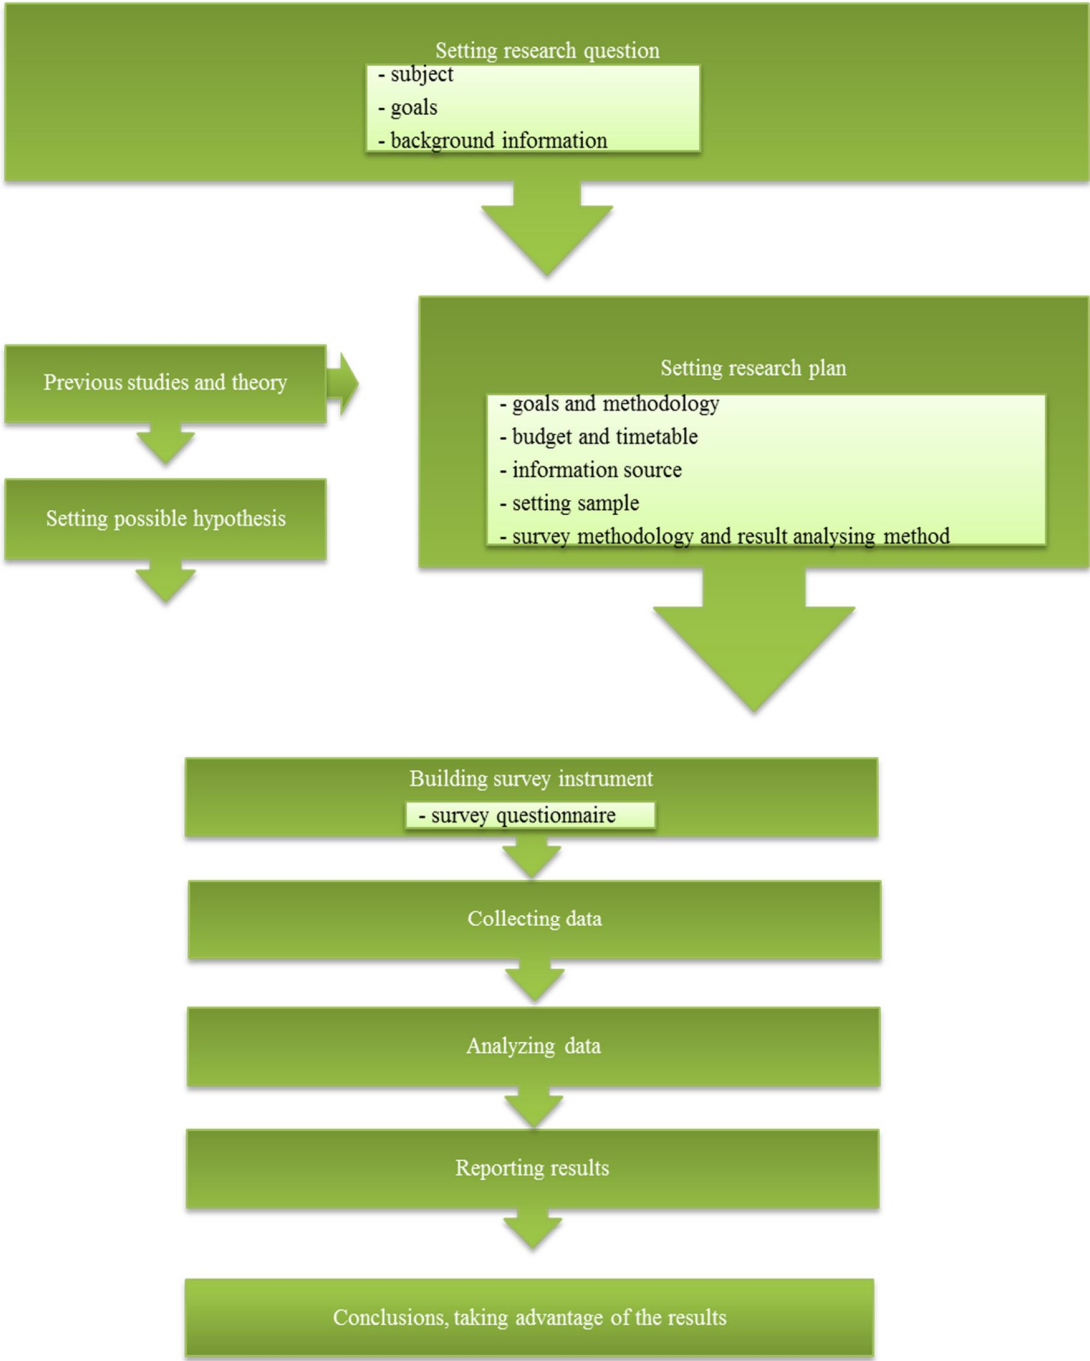 Setting research question
- subject
- goals
- background information
Previous studies and theory
Setting possible hypothesis
Setting research plan
- goals and methodology
- budget and timetable
- information source
- setting sample
- survey methodology and result analysing method
Building survey instrument
- survey questionnaire
Collecting data
Analyzing data
Reporting results
Conclusions, taking advantage of the results